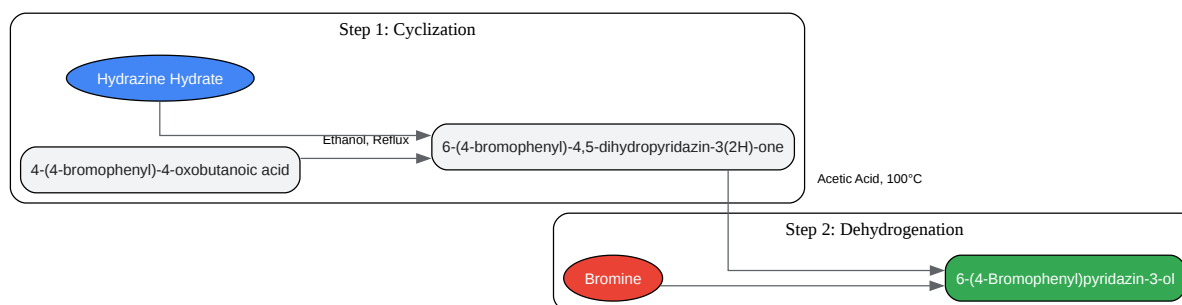 Step 1: Cyclization
Hydrazine Hydrate
Ethanol, Reflux
4-(4-bromophenyl)-4-oxobutanoic acid
6-(4-bromophenyl)-4,5-dihydropyridazin-3(2H)-one
Acetic Acid, 100°C
Step 2: Dehydrogenation
Bromine
6-(4-Bromophenyl)pyridazin-3-ol